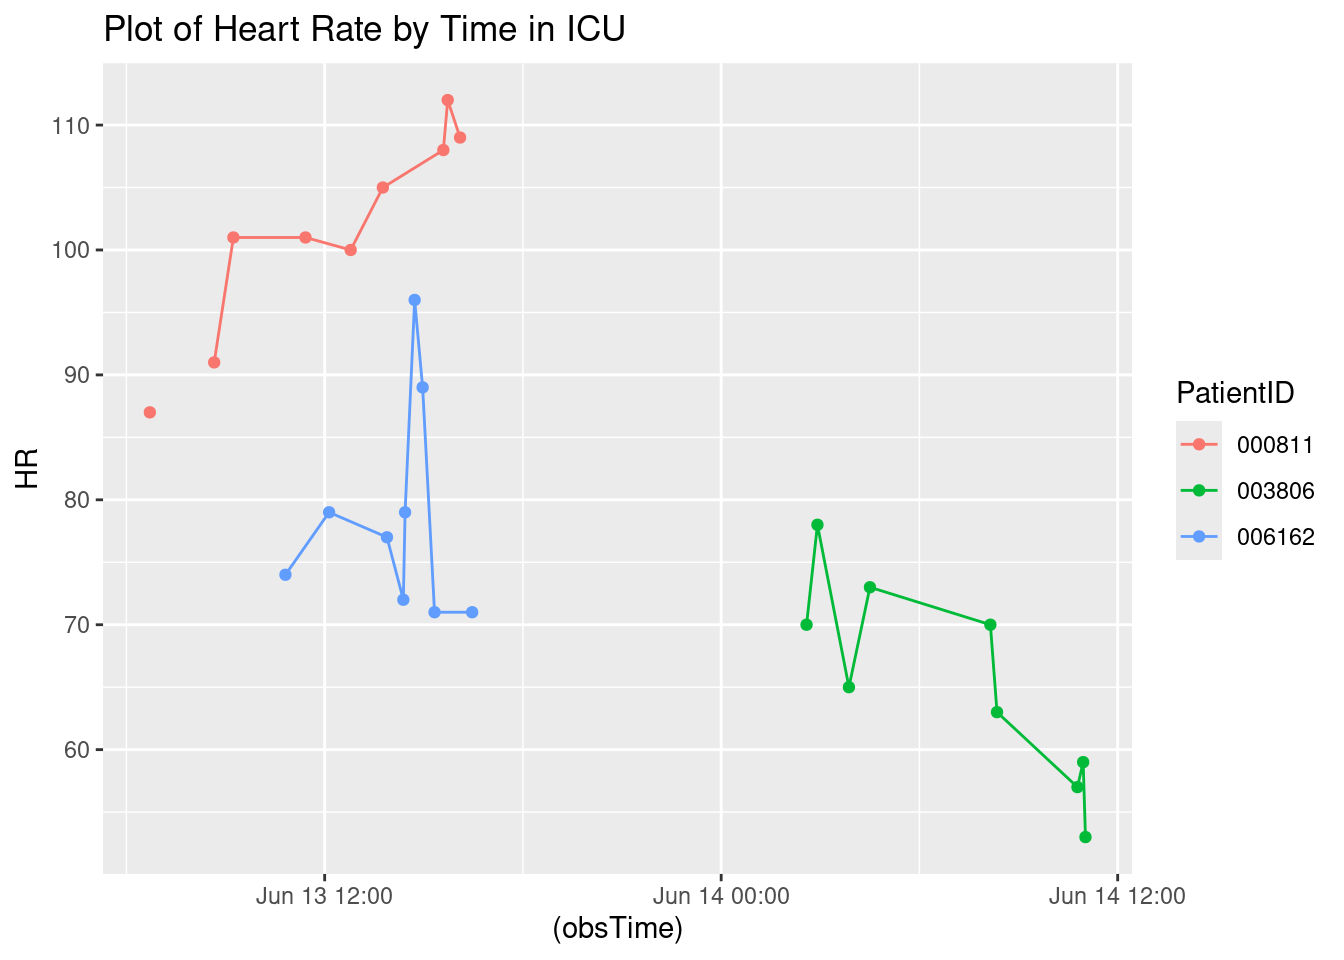 Plot of Heart Rate by Time in ICU
110
100
90
80
70
60
HR
Jun 13 12:00
Jun 14 00:00
Jun 14 12:00
(obsTime)
PatientID
000811
003806
006162